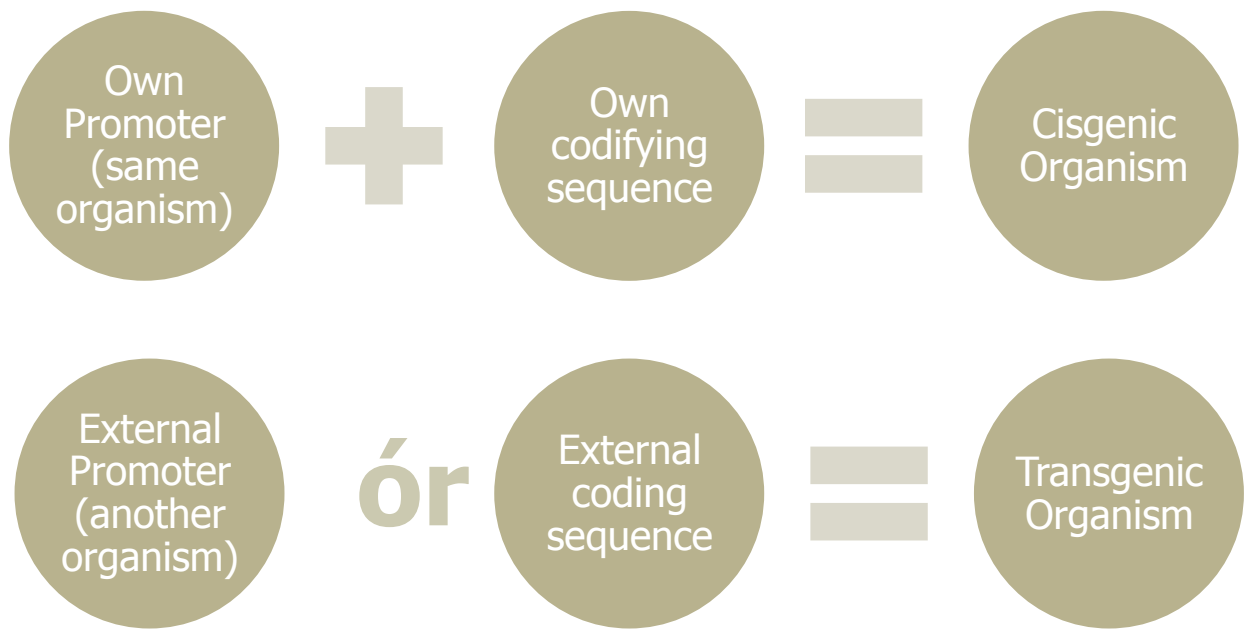 Own
Promoter
(same
organism)
Own
codifying
sequence
Cisgenic
Organism
External
Promoter
(another
organism)
ór
External
coding
sequence
Transgenic
Organism